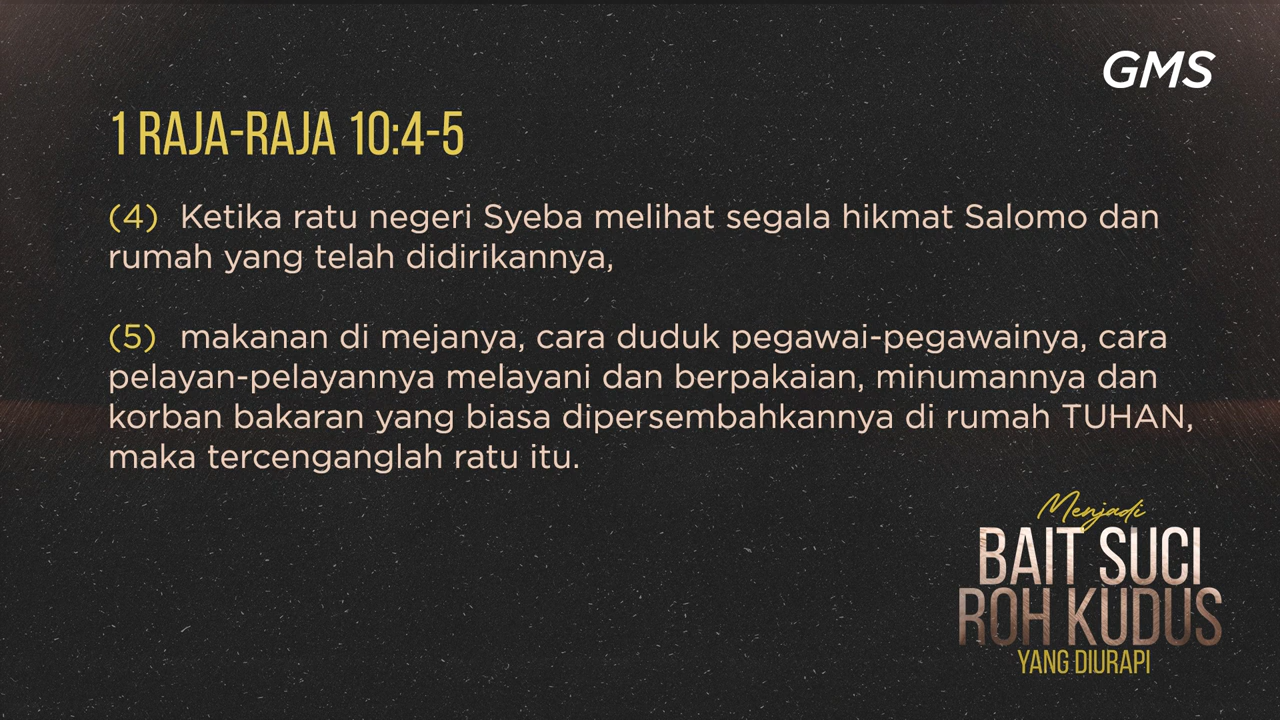 GMS
1 RAJA-RAJA 10:4-5
(4) Ketika ratu negeri Syeba melihat segala hikmat Salomo dan
rumah yang telah didirikannya,
(5) makanan di mejanya, cara duduk pegawai-pegawainya, cara
pelayan-pelayannya melayani dan berpakaian, minumannya dan
korban bakaran yang biasa dipersembahkannya di rumah TUHAN,
maka tercenganglah ratu itu.
Menjadi
BAIT SUCI
ROH KUDUS
YANG DIURAPI